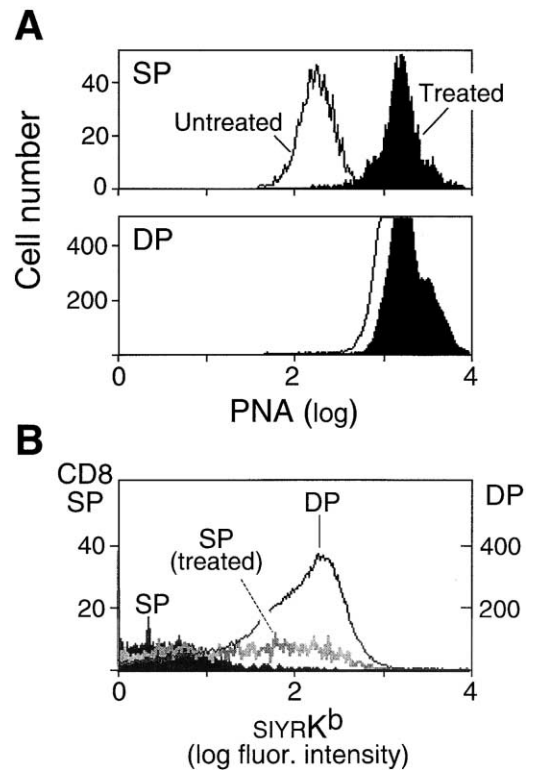 A
SP
40
20
0
Untreated
Treated
Cell number
DP
400
200
0 2 4
PNA (log)
B
CD8
SP
DP
DP
40
400
SP
(treated)
20
200
SP
0 2 4
SIYRKb
(log fluor. intensity)